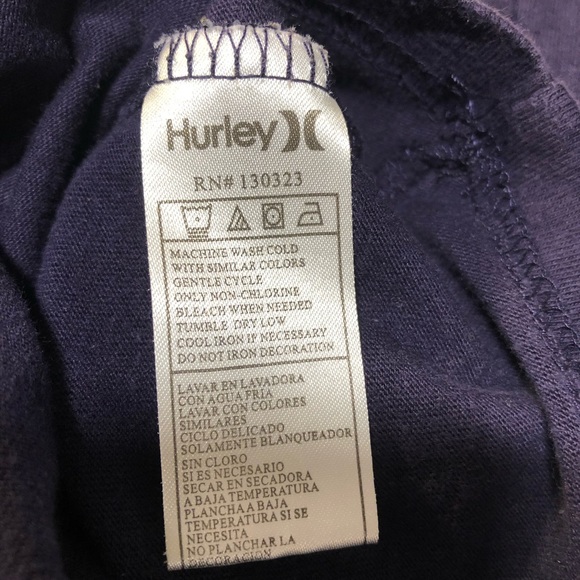 Hurley
RN# 130323
MACHINE WASH COLD
WITH SIMILAR COLORS
GENTLE CYCLE
ONLY NON-CHLORINE
BLEACH WHEN NEEDED
TUMBLE DRY LOW
COOL IRON IF NECESSARY
DO NOT IRON DECORATION
LAVAR EN LAVADORA
CON AGUA FRÍA
LAVAR CON COLORES
SIMILARES
CICLO DELICADO
SOLAMENTE BLANQUEADOR
SIN CLORO
SI ES NECESARIO
SECAR EN SECADORA
A BAJA TEMPERATURA
PLANCHA A BAJA
TEMPERATURA SI SE
NECESITA
NO PLANCHAR LA
DECORACION